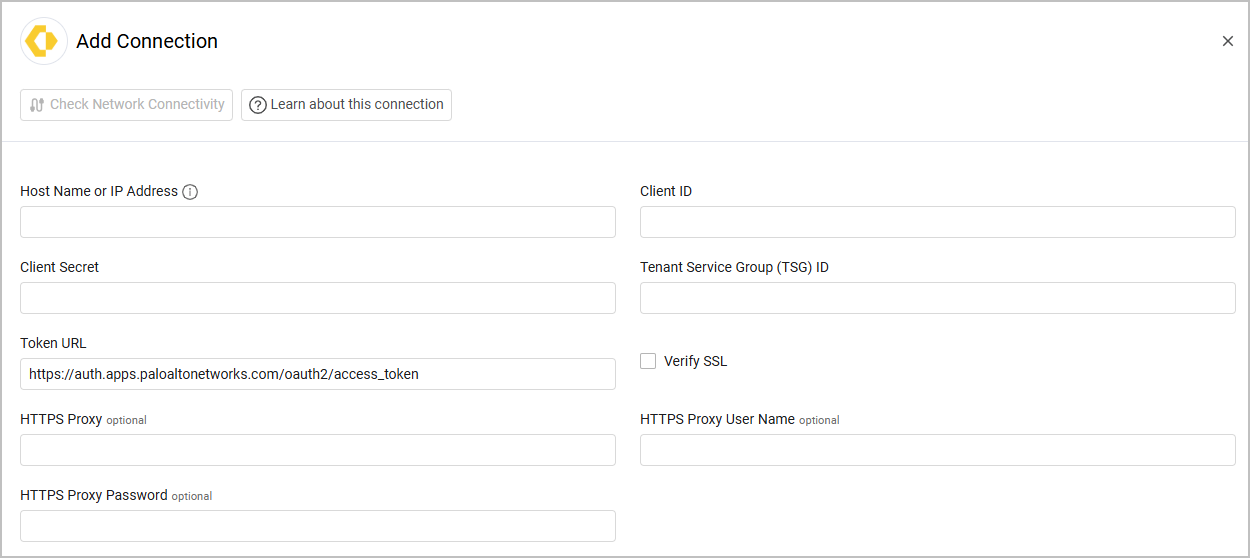 Add Connection
Check Network Connectivity
Learn about this connection
Host Name or IP Address
Client ID
Client Secret
Tenant Service Group (TSG) ID
Token URL
https://auth.apps.paloaltonetworks.com/oauth2/access_token
Verify SSL
HTTPS Proxy optional
HTTPS Proxy User Name optional
HTTPS Proxy Password optional